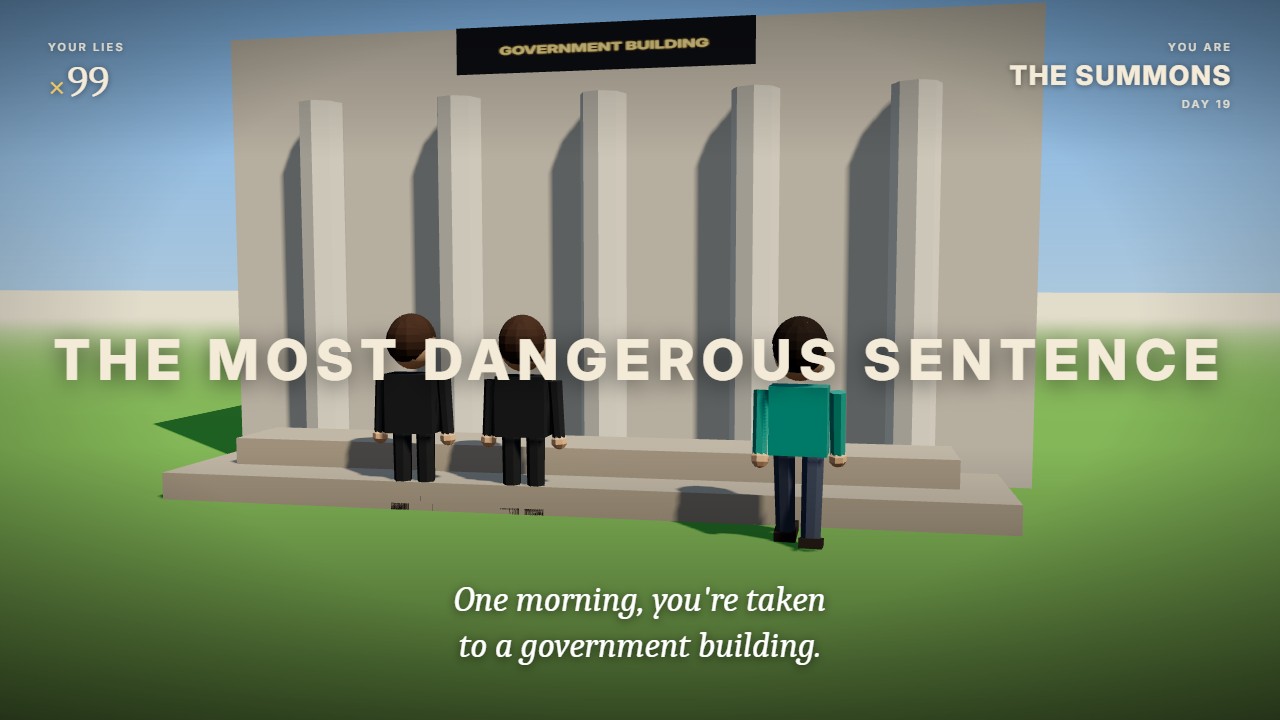 GOVERNMENT BUILDING
YOUR LIES
×99
YOU ARE
THE SUMMONS
DAY 19
THE MOST DANGEROUS SENTENCE
One morning, you're taken
to a government building.